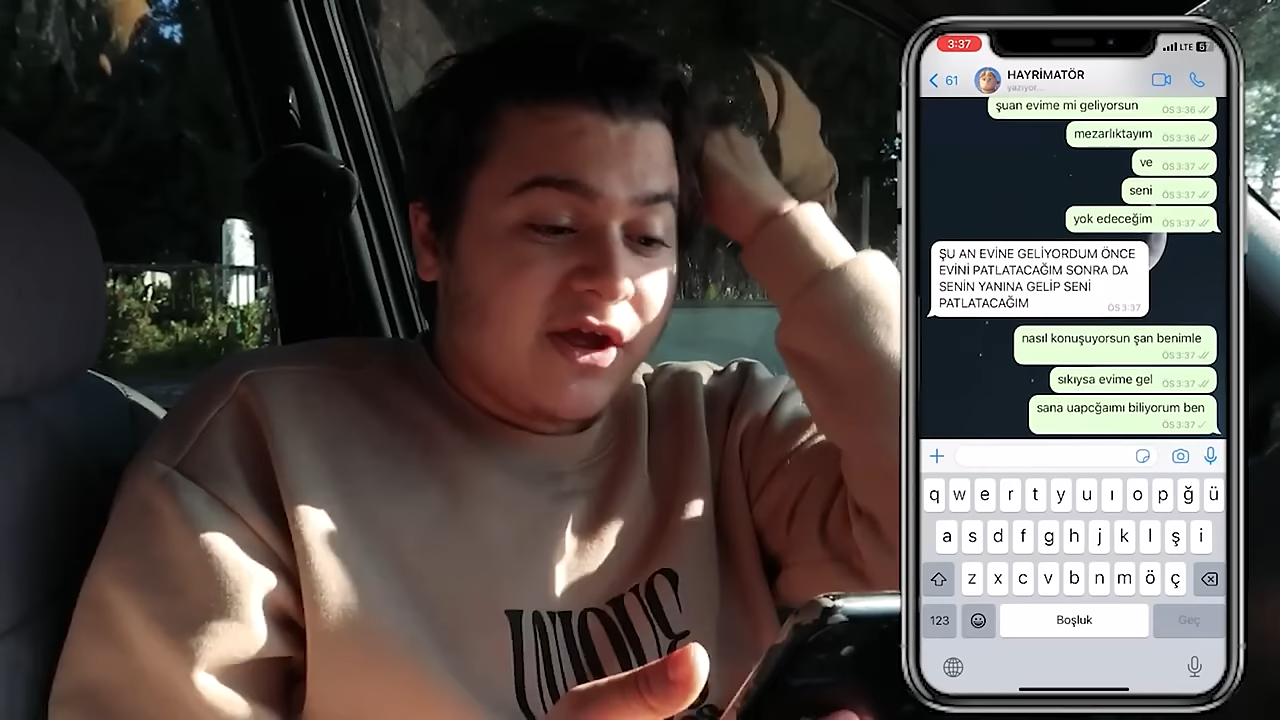 3:37
LTE
61
HAYRİMATÖR
yazıyor...
şuan evime mi geliyorsun
ÖS 3:36
mezarlıktayım
ÖS 3:36
ve
ÖS 3:37
seni
ÖS 3:37
yok edeceğim
ÖS 3:37
ŞU AN EVİNE GELİYORDUM ÖNCE
EVİNİ PATLATACAĞIM SONRA DA
SENİN YANINA GELİP SENİ
PATLATACAĞIM
ÖS 3:37
nasıl konuşuyorsun şan benimle
ÖS 3:37
sıkıysa evime gel
ÖS 3:37
sana uapcğaımı biliyorum ben
ÖS 3:37
q w e r t y u ı o p ğ ü
a s d f g h j k l ş i
z x c v b n m ö ç
123
Boşluk
Geç
UNIQUE